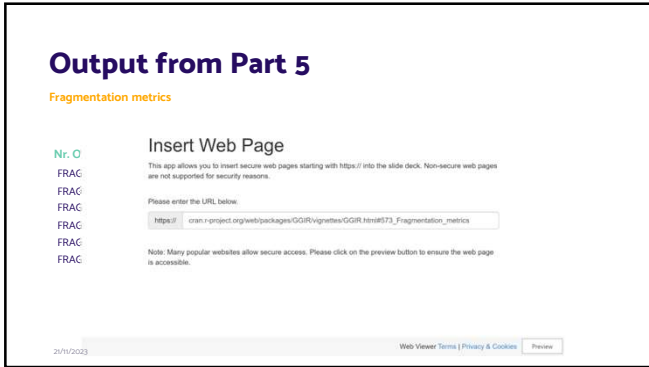 Output from Part 5
Fragmentation metrics
Insert Web Page
This app allows you to insert secure web pages starting with https:// into the slide deck. Non-secure web pages
are not supported for security reasons.
Nr. O
FRAG
FRAG
FRAG
FRAG
FRAG
FRAG
Please enter the URL below.
https:// cran.r-project.org/web/packages/GGIR/vignettes/GGIR.html#573_Fragmentation_metrics
Note: Many popular websites allow secure access. Please click on the preview button to ensure the web page
is accessible.
21/11/2023
Web Viewer Terms | Privacy & Cookies Preview